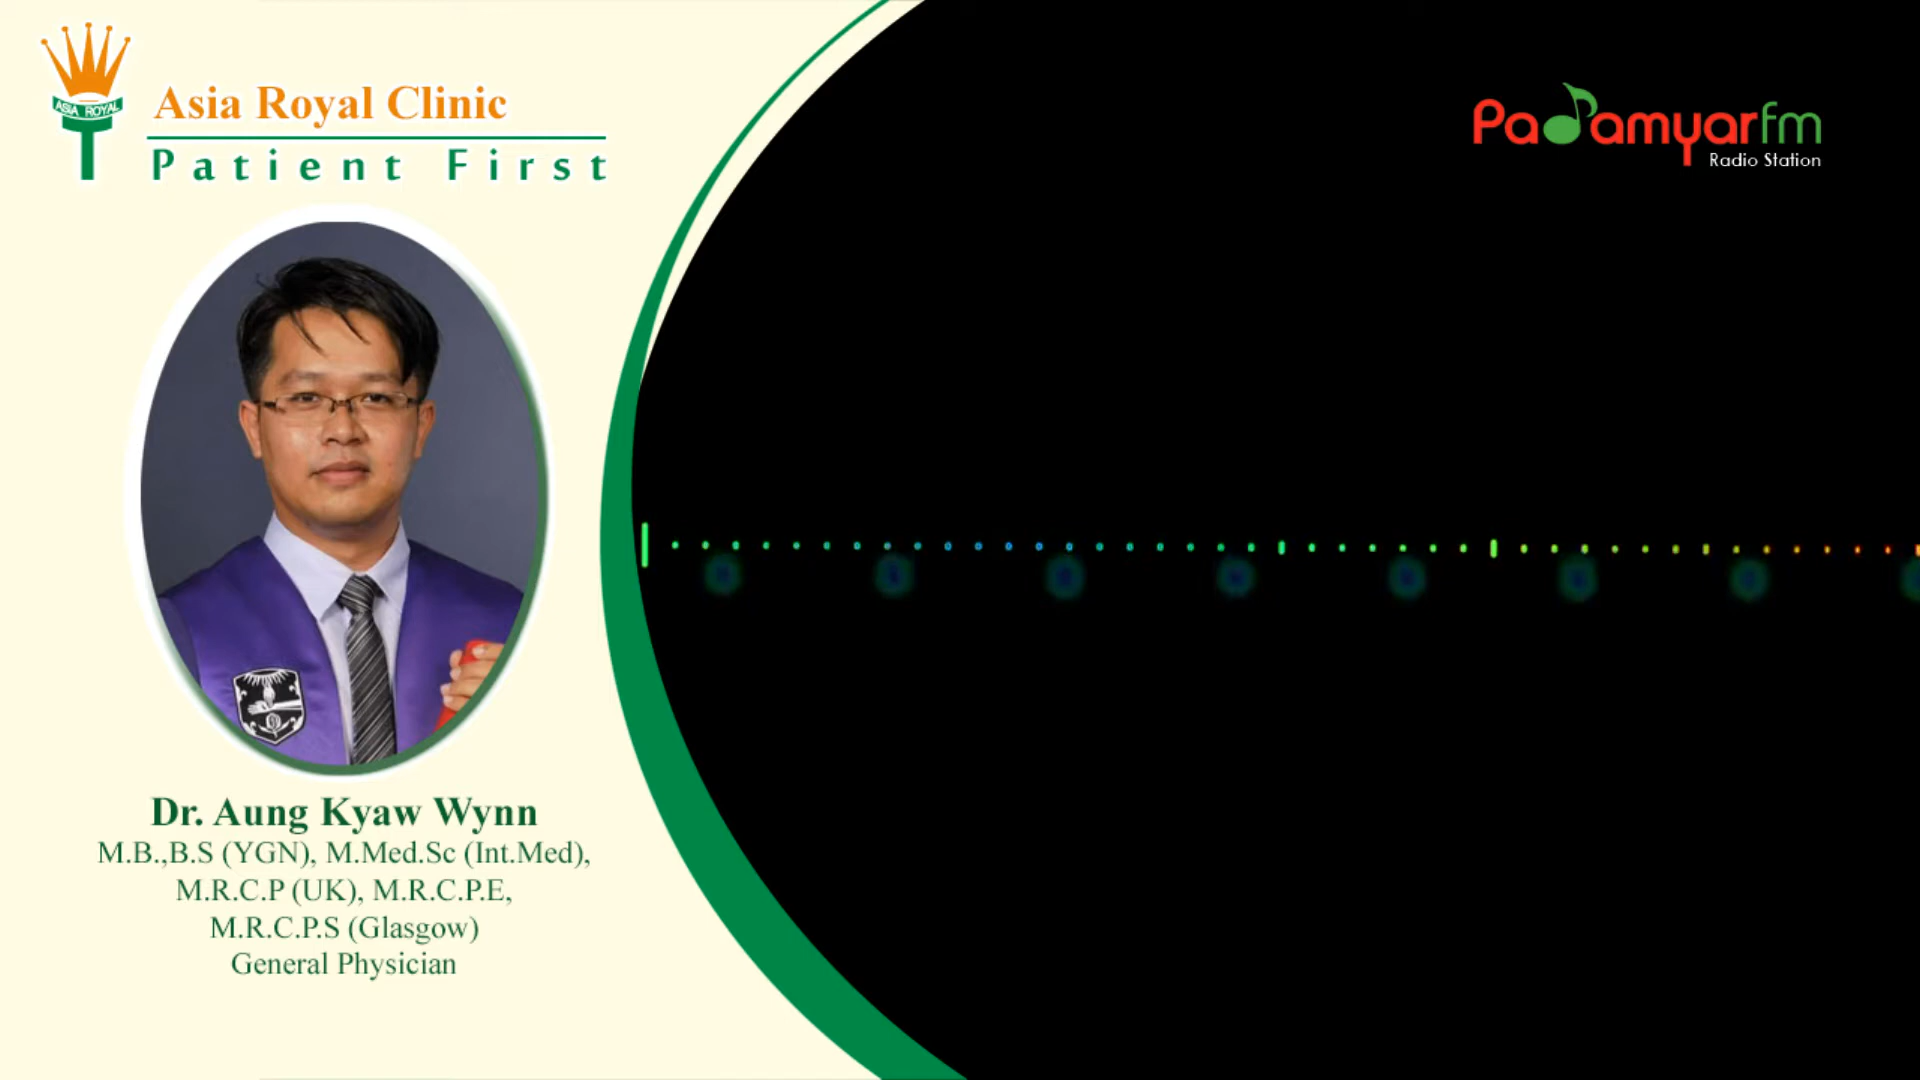 ASIA ROYAL
Asia Royal Clinic
Patient First
Padamyarfm
Radio Station
Dr. Aung Kyaw Wynn
M.B.,B.S (YGN), M.Med.Sc (Int.Med),
M.R.C.P (UK), M.R.C.P.E,
M.R.C.P.S (Glasgow)
General Physician